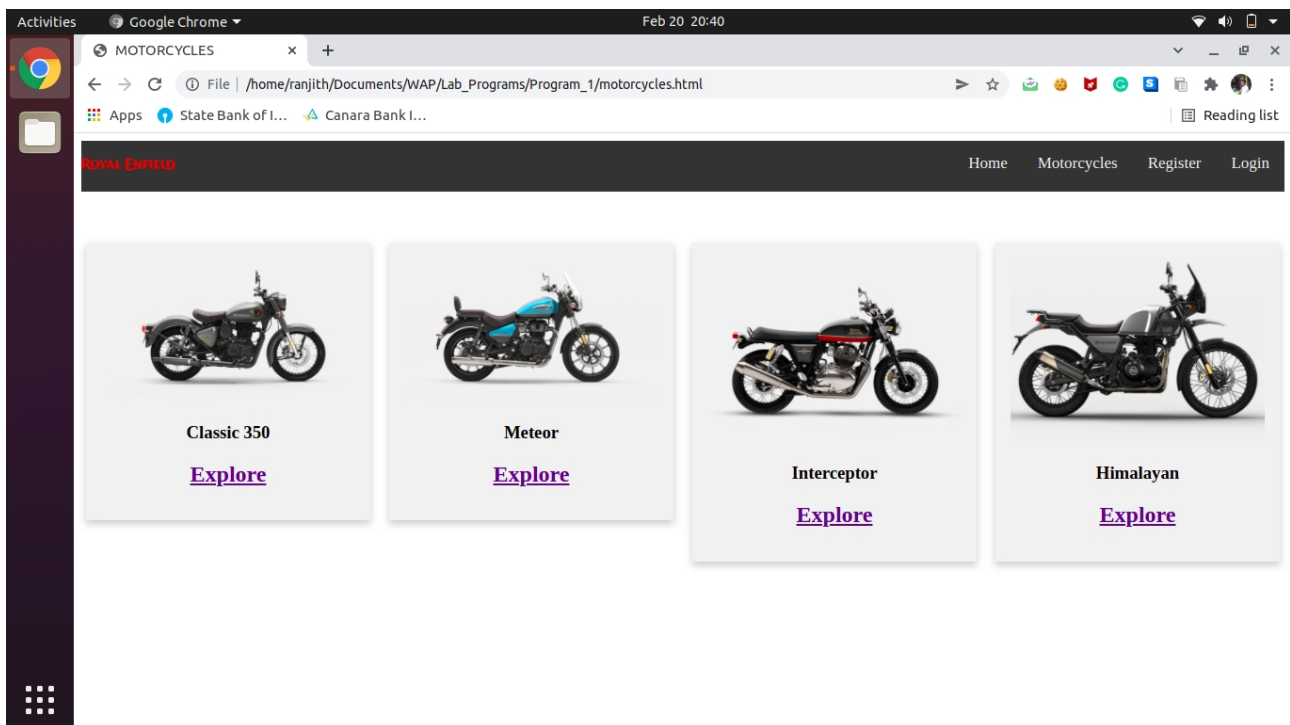 Activities Google Chrome Feb 20 20:40
MOTORCYCLES
File /home/ranjith/Documents/WAP/Lab_Programs/Program_1/motorcycles.html
Apps State Bank of I... Canara Bank I... Reading list
ROYAL ENFIELD Home Motorcycles Register Login
Classic 350 Meteor
Explore Explore
Interceptor Himalayan
Explore Explore